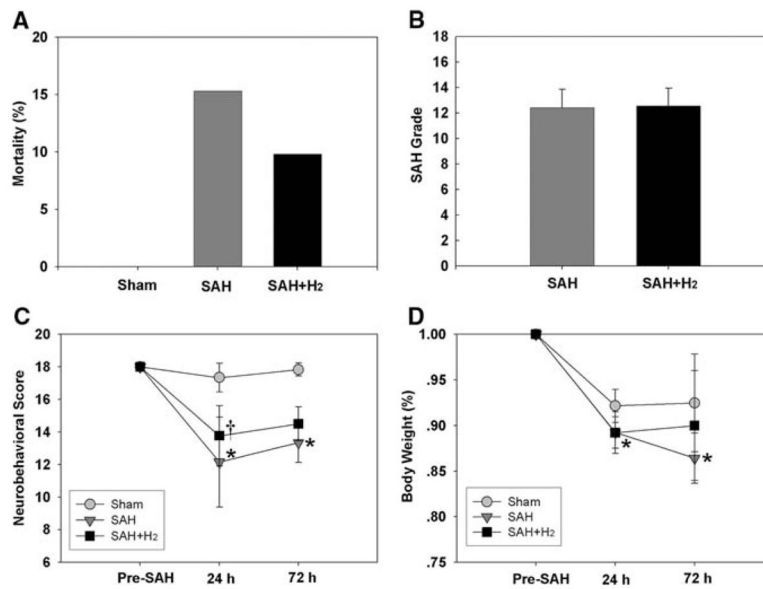 A
20
15
10
5
0
Mortality (%)
Sham
SAH
SAH+H2
B
18
16
14
12
10
8
6
4
2
0
SAH Grade
SAH
SAH+H2
C
20
18
16
14
12
10
8
6
Neurobehavioral Score
†
*
*
Sham
SAH
SAH+H2
Pre-SAH
24 h
72 h
D
1.00
.95
.90
.85
.80
.75
Body Weight (%)
*
*
Sham
SAH
SAH+H2
Pre-SAH
24 h
72 h